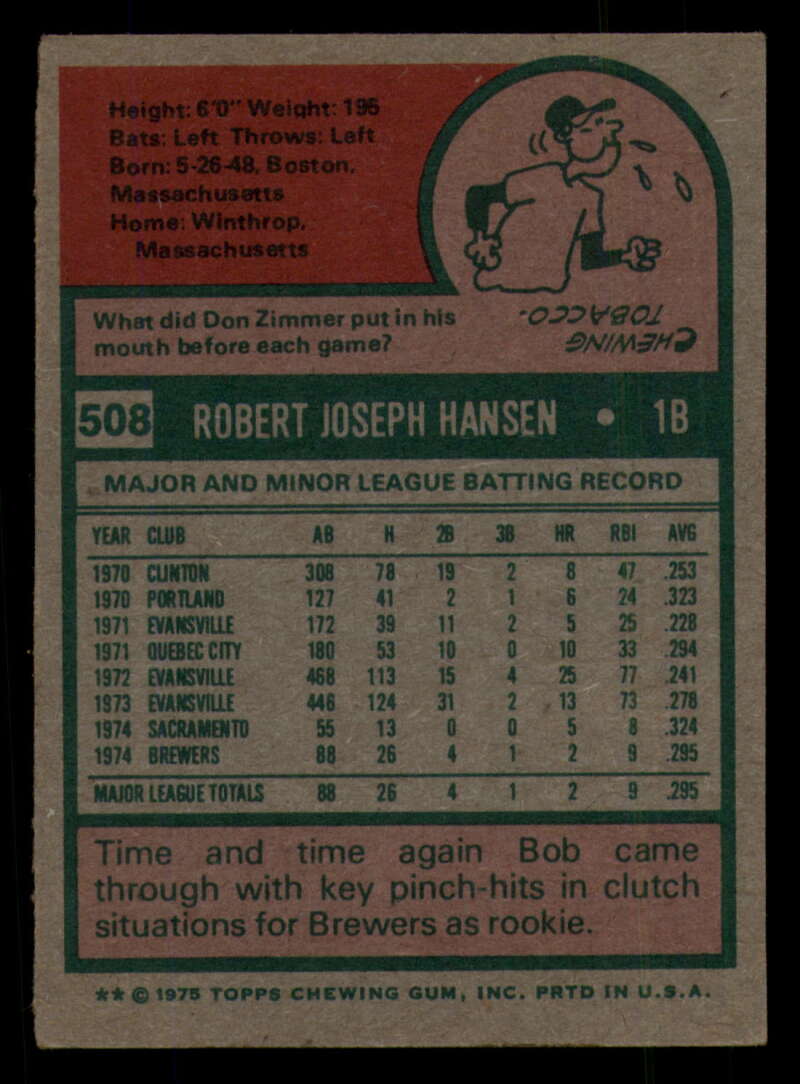 Height: 6'0" Weight: 195
Bats: Left Throws: Left
Born: 5-26-48, Boston,
Massachusetts
Home: Winthrop,
Massachusetts
What did Don Zimmer put in his
mouth before each game?
CHEWING
TOBACCO.
508 ROBERT JOSEPH HANSEN • 1B
MAJOR AND MINOR LEAGUE BATTING RECORD
YEAR CLUB AB H 2B 3B HR RBI AVG
1970 CLINTON 308 78 19 2 8 47 .253
1970 PORTLAND 127 41 2 1 6 24 .323
1971 EVANSVILLE 172 39 11 2 5 25 .228
1971 QUEBEC CITY 180 53 10 0 10 33 .294
1972 EVANSVILLE 468 113 15 4 25 77 .241
1973 EVANSVILLE 446 124 31 2 13 73 .278
1974 SACRAMENTO 55 13 0 0 5 8 .324
1974 BREWERS 88 26 4 1 2 9 .295
MAJOR LEAGUE TOTALS 88 26 4 1 2 9 .295
Time and time again Bob came
through with key pinch-hits in clutch
situations for Brewers as rookie.
** © 1975 TOPPS CHEWING GUM, INC. PRTD IN U.S.A.